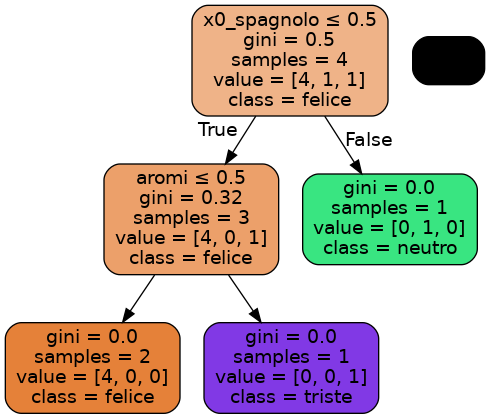 x0_spagnolo ≤ 0.5
gini = 0.5
samples = 4
value = [4, 1, 1]
class = felice
True
False
aromi ≤ 0.5
gini = 0.32
samples = 3
value = [4, 0, 1]
class = felice
gini = 0.0
samples = 1
value = [0, 1, 0]
class = neutro
gini = 0.0
samples = 2
value = [4, 0, 0]
class = felice
gini = 0.0
samples = 1
value = [0, 0, 1]
class = triste